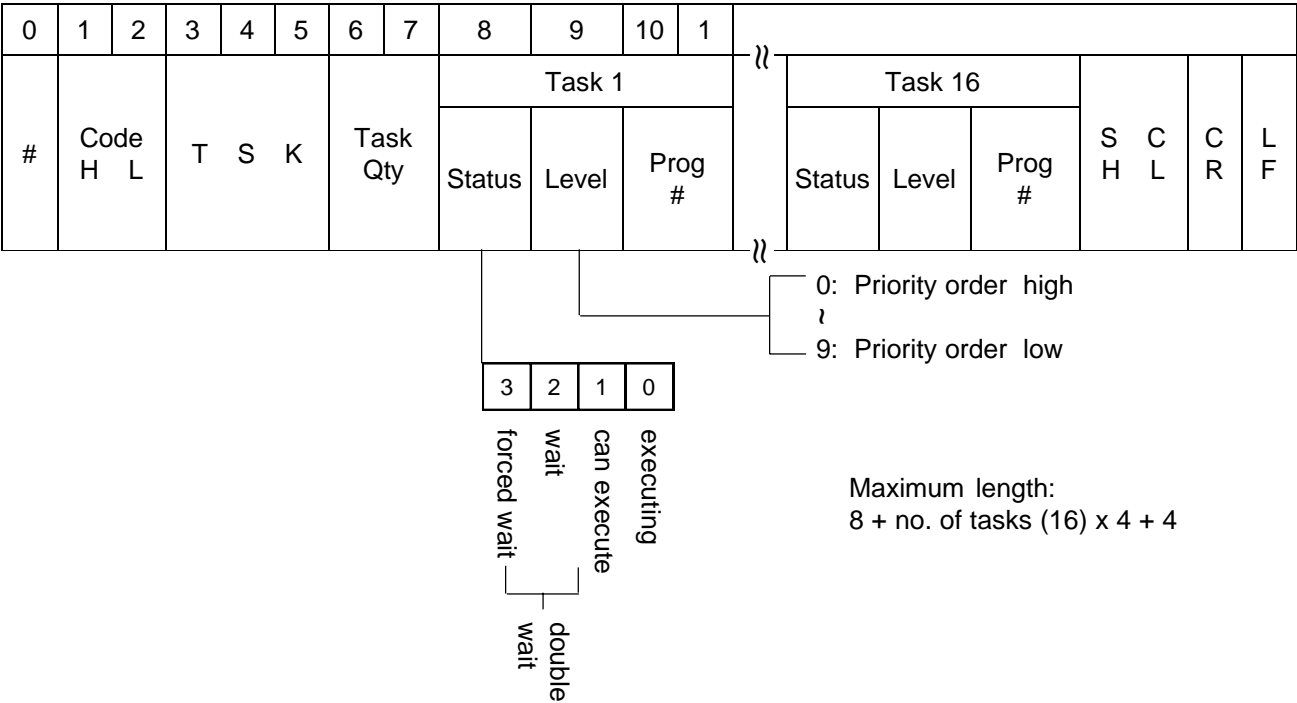 0 1 2 3 4 5 6 7 8 9 10 1
Task 1
Task 16
# Code H L T S K Task Qty Status Level Prog # Status Level Prog # S H C L C R L F
0: Priority order high
~
9: Priority order low
3 2 1 0
forced wait
wait
can execute
executing
double wait
Maximum length:
8 + no. of tasks (16) x 4 + 4